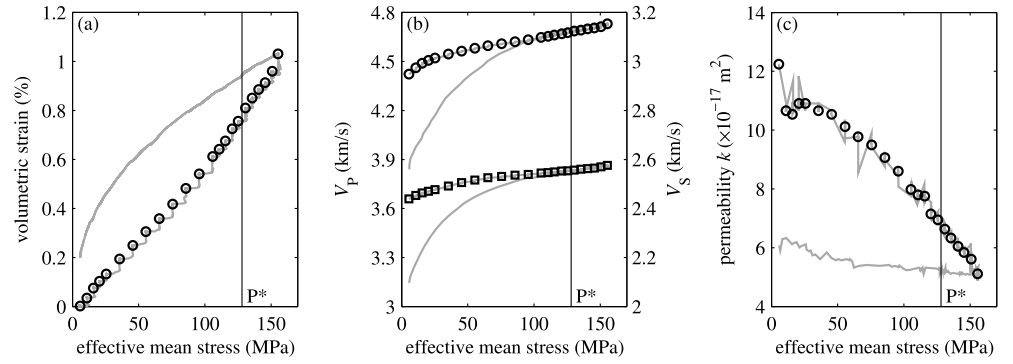 (a)
1.2
1
0.8
0.6
0.4
0.2
0
volumetric strain (%)
P*
0 50 100 150
effective mean stress (MPa)
(b)
4.8
4.5
4.2
3.9
3.6
3.3
3
V_P (km/s)
3.2
3
2.8
2.6
2.4
2.2
2
V_S (km/s)
P*
0 50 100 150
effective mean stress (MPa)
(c)
14
12
10
8
6
4
permeability k (×10⁻¹⁷ m²)
P*
0 50 100 150
effective mean stress (MPa)